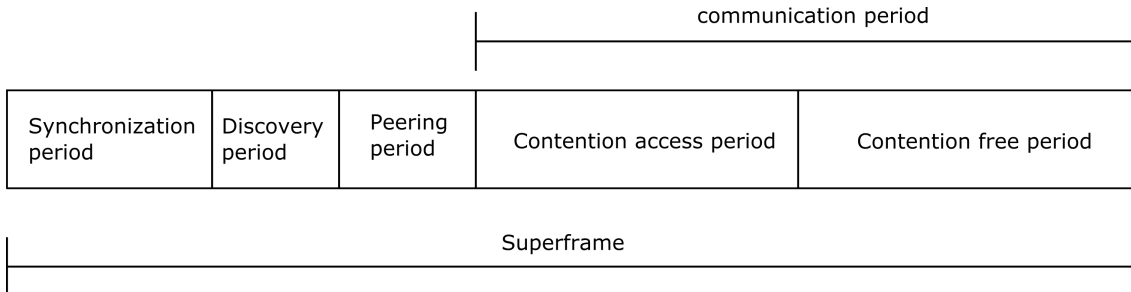 communication period
Synchronization
period
Discovery
period
Peering
period
Contention access period
Contention free period
Superframe